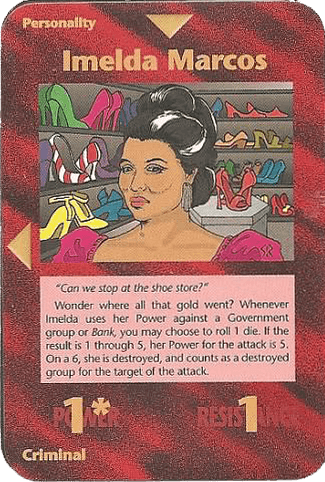 Personality
Imelda Marcos
SR
"Can we stop at the shoe store?"
Wonder where all that gold went? Whenever
Imelda uses her Power against a Government
group or Bank, you may choose to roll 1 die. If the
result is 1 through 5, her Power for the attack is 5.
On a 6, she is destroyed, and counts as a destroyed
group for the target of the attack.
POWER 1* RESISTANCE 1
Criminal